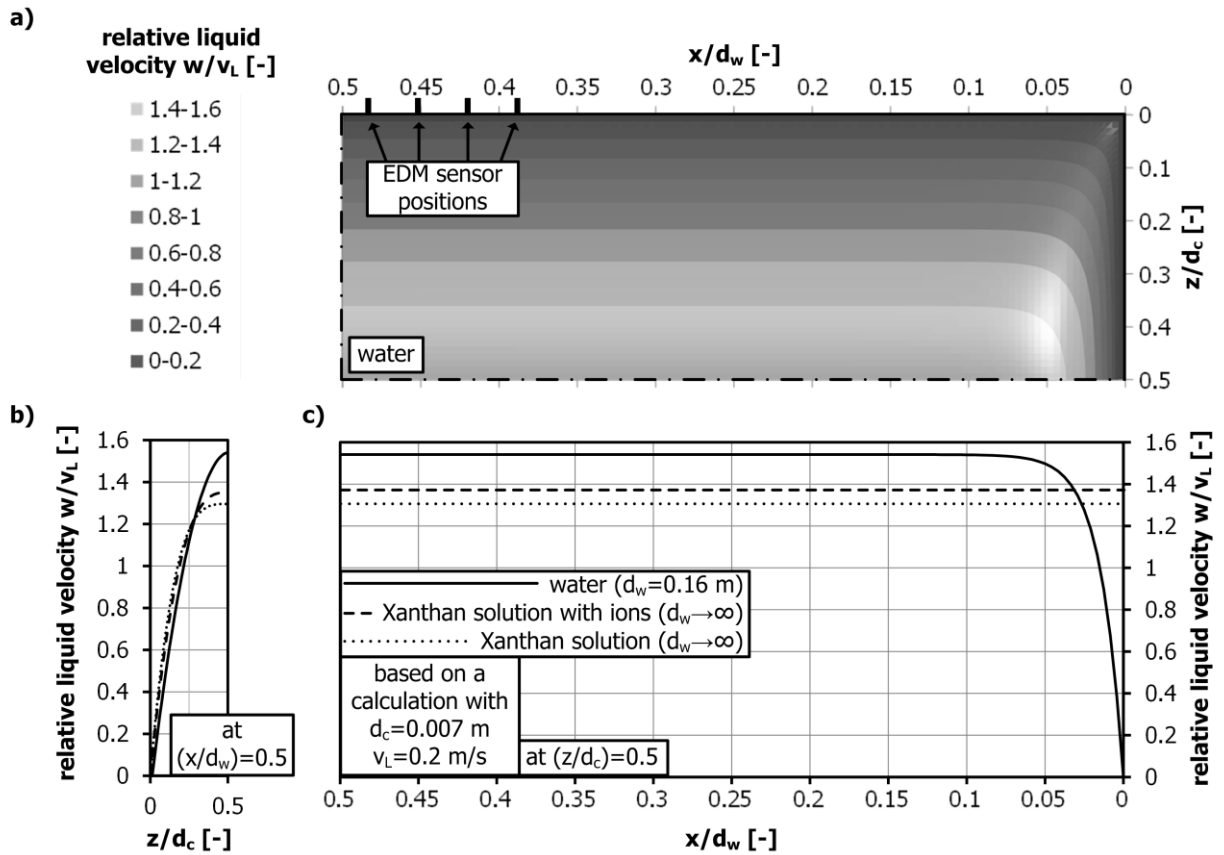 a)
relative liquid
velocity w/vL [-]
1.4-1.6
1.2-1.4
1-1.2
0.8-1
0.6-0.8
0.4-0.6
0.2-0.4
0-0.2
x/dw [-]
0.5 0.45 0.4 0.35 0.3 0.25 0.2 0.15 0.1 0.05 0
EDM sensor
positions
water
0
0.1
0.2
0.3
0.4
0.5
z/dc [-]
b)
relative liquid velocity w/vL [-]
1.6
1.4
1.2
1
0.8
0.6
0.4
0.2
0
at
(x/dw)=0.5
0 0.5
z/dc [-]
c)
water (dw=0.16 m)
Xanthan solution with ions (dw→∞)
Xanthan solution (dw→∞)
based on a
calculation with
dc=0.007 m
vL=0.2 m/s
at (z/dc)=0.5
1.6
1.4
1.2
1
0.8
0.6
0.4
0.2
0
relative liquid velocity w/vL [-]
0.5 0.45 0.4 0.35 0.3 0.25 0.2 0.15 0.1 0.05 0
x/dw [-]